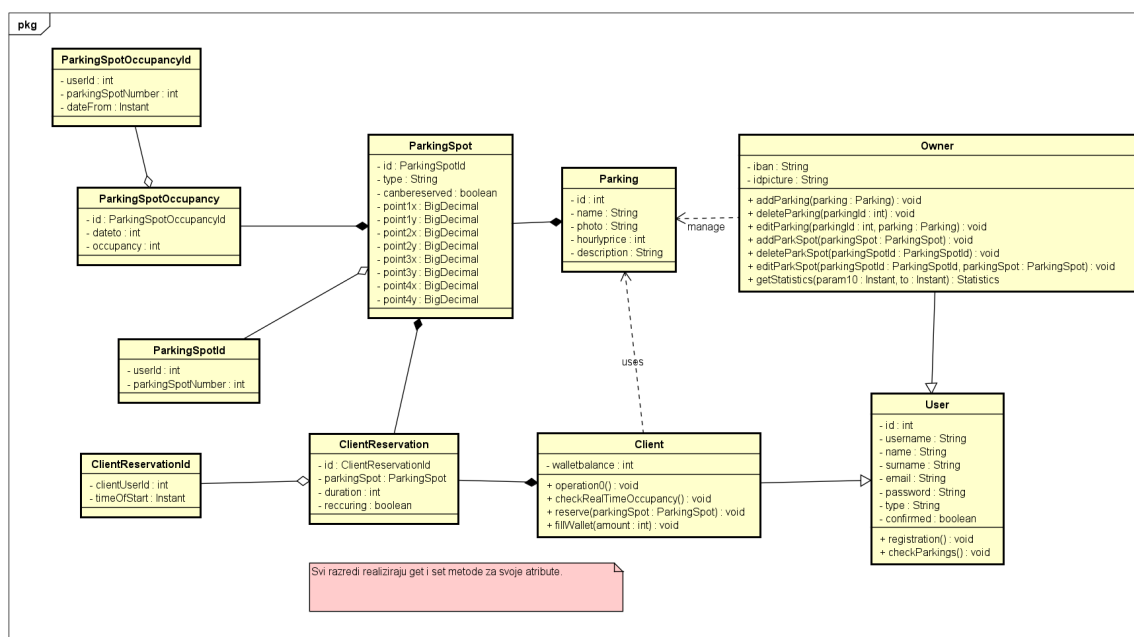 pkg
ParkingSpotOccupancyId
- userId : int
- parkingSpotNumber : int
- dateFrom : Instant
ParkingSpotOccupancy
- id : ParkingSpotOccupancyId
- dateto : int
- occupancy : int
ParkingSpot
- id : ParkingSpotId
- type : String
- canbereserved : boolean
- point1x : BigDecimal
- point1y : BigDecimal
- point2x : BigDecimal
- point2y : BigDecimal
- point3x : BigDecimal
- point3y : BigDecimal
- point4x : BigDecimal
- point4y : BigDecimal
Parking
- id : int
- name : String
- photo : String
- hourlyprice : int
- description : String
manage
Owner
- iban : String
- idpicture : String
+ addParking(parking : Parking) : void
+ deleteParking(parkingId : int) : void
+ editParking(parkingId : int, parking : Parking) : void
+ addParkSpot(parkingSpot : ParkingSpot) : void
+ deleteParkSpot(parkingSpotId : ParkingSpotId) : void
+ editParkSpot(parkingSpotId : ParkingSpotId, parkingSpot : ParkingSpot) : void
+ getStatistics(param10 : Instant, to : Instant) : Statistics
ParkingSpotId
- userId : int
- parkingSpotNumber : int
uses
ClientReservationId
- clientUserId : int
- timeOfStart : Instant
ClientReservation
- id : ClientReservationId
- parkingSpot : ParkingSpot
- duration : int
- reccuring : boolean
Client
- walletbalance : int
+ operation0() : void
+ checkRealTimeOccupancy() : void
+ reserve(parkingSpot : ParkingSpot) : void
+ fillWallet(amount : int) : void
User
- id : int
- username : String
- name : String
- surname : String
- email : String
- password : String
- type : String
- confirmed : boolean
+ registration() : void
+ checkParkings() : void
Svi razredi realiziraju get i set metode za svoje atribute.